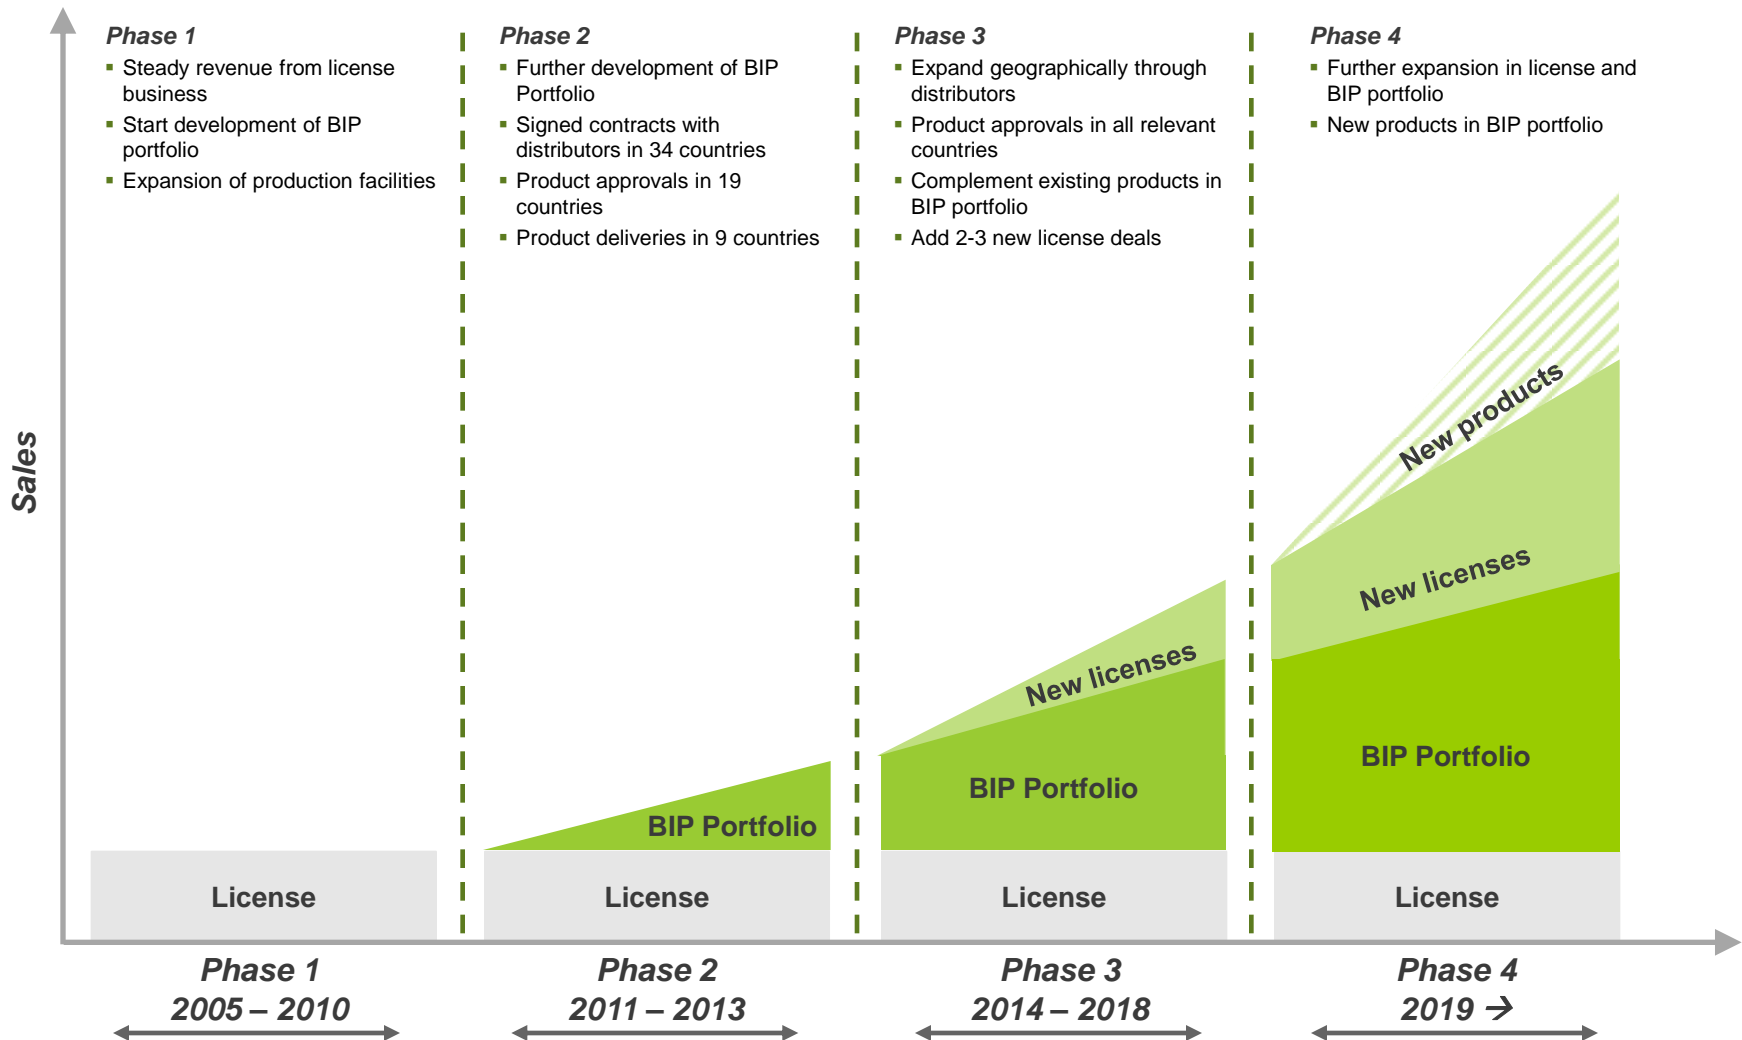 Phase 1
▪ Steady revenue from license
business
▪ Start development of BIP
portfolio
▪ Expansion of production facilities
Phase 2
▪ Further development of BIP
Portfolio
▪ Signed contracts with
distributors in 34 countries
▪ Product approvals in 19
countries
▪ Product deliveries in 9 countries
Phase 3
▪ Expand geographically through
distributors
▪ Product approvals in all relevant
countries
▪ Complement existing products in
BIP portfolio
▪ Add 2-3 new license deals
Phase 4
▪ Further expansion in license and
BIP portfolio
▪ New products in BIP portfolio
Sales
License
BIP Portfolio
License
New licenses
BIP Portfolio
License
New products
New licenses
BIP Portfolio
License
Phase 1
2005 – 2010
Phase 2
2011 – 2013
Phase 3
2014 – 2018
Phase 4
2019 →